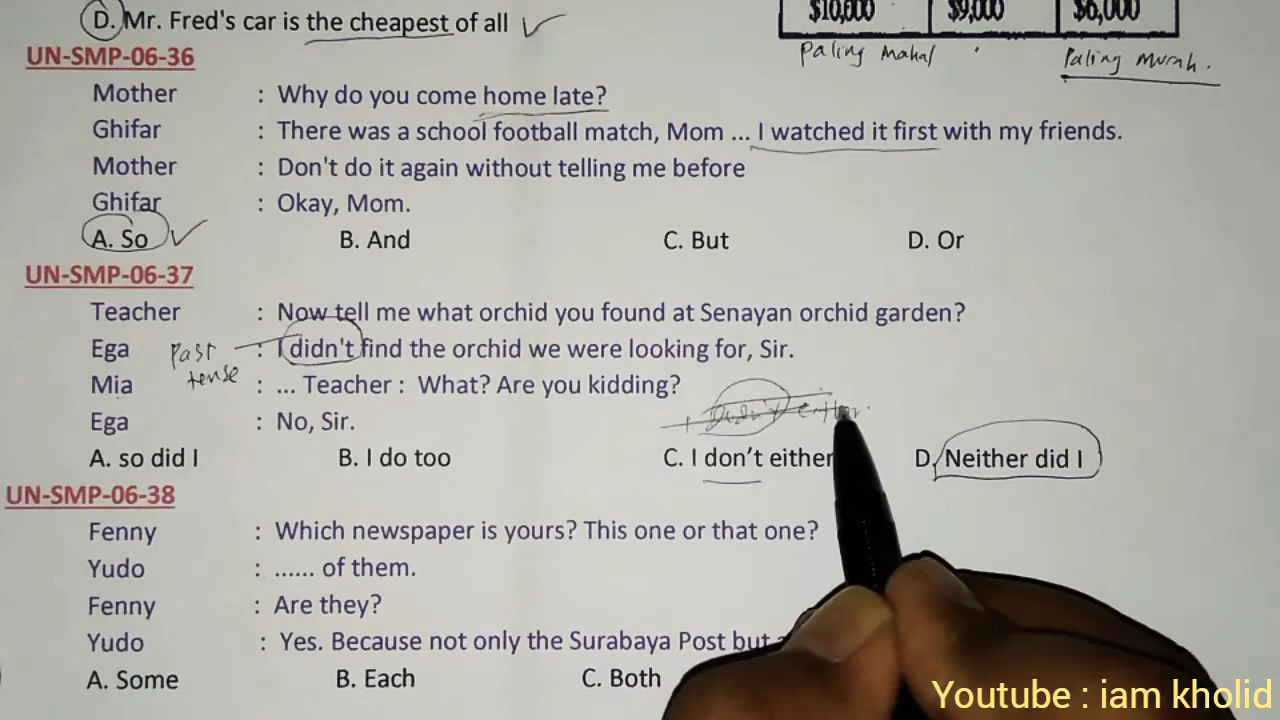 D. Mr. Fred's car is the cheapest of all
$10,000 $9,000 $6,000
Paling mahal
Paling murah.
UN-SMP-06-36
Mother : Why do you come home late?
Ghifar : There was a school football match, Mom ... I watched it first with my friends.
Mother : Don't do it again without telling me before
Ghifar : Okay, Mom.
A. So B. And C. But D. Or
UN-SMP-06-37
Teacher : Now tell me what orchid you found at Senayan orchid garden?
Ega : I didn't find the orchid we were looking for, Sir.
Past tense
Mia : ... Teacher : What? Are you kidding?
Ega : No, Sir.
A. so did I B. I do too C. I don't either D. Neither did I
UN-SMP-06-38
Fenny : Which newspaper is yours? This one or that one?
Yudo : ...... of them.
Fenny : Are they?
Yudo : Yes. Because not only the Surabaya Post but
A. Some B. Each C. Both
Youtube : iam kholid